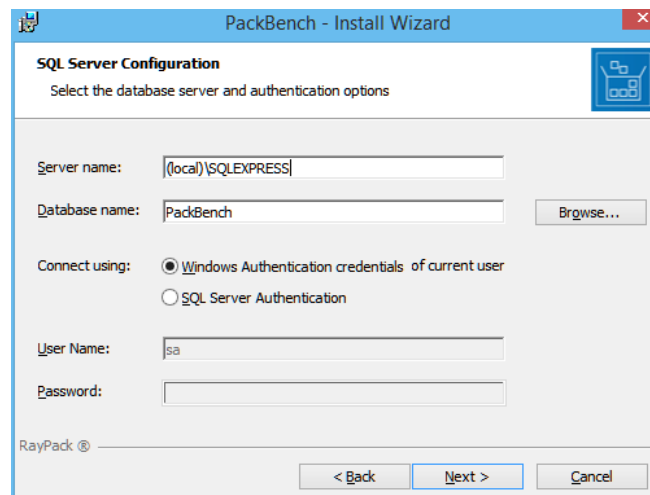 PackBench - Install Wizard
SQL Server Configuration
Select the database server and authentication options
Server name: (local)\SQLEXPRESS
Database name: PackBench Browse...
Connect using: Windows Authentication credentials of current user
SQL Server Authentication
User Name: sa
Password:
RayPack ®
< Back Next > Cancel